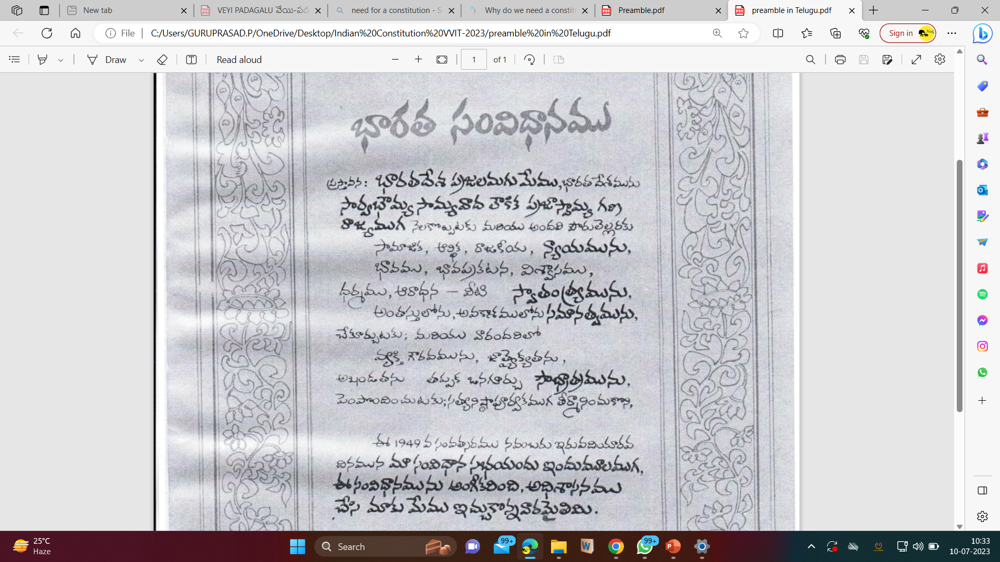 New tab
VEYI PADAGALU వేయి-పడ
need for a constitution - S
Why do we need a constit
Preamble.pdf
preamble in Telugu.pdf
File
C:/Users/GURUPRASAD.P/OneDrive/Desktop/Indian%20Constitution%20VVIT-2023/preamble%20in%20Telugu.pdf
Sign in
Draw
Read aloud
1 of 1
భారత సంవిధానము
ప్రస్తావన: భారతదేశ ప్రజలమగు మేము, భారత దేశమును
సార్వభౌమ్య సామ్యవాద లౌకిక ప్రజాస్వామ్య గణ
రాజ్యముగ నెలకొల్పుటకు మరియు అందలి పౌరులెల్లరకు
సామాజిక, ఆర్థిక, రాజకీయ, న్యాయమును,
భావము, భావప్రకటన, విశ్వాసము,
ధర్మము, ఆరాధన — వీటి స్వాతంత్ర్యమును,
అంతస్తులోను, అవకాశములోను సమానత్వమును,
చేకూర్చుటకు; మరియు వారందరిలో
వ్యక్తి గౌరవమును, జాత్యైక్యతను,
అఖండతను తప్పక ఒనగూర్చు సౌభ్రాత్రమును,
పెంపొందించుటకు; సత్యనిష్ఠాపూర్వకముగ తీర్మానించుకొని,
ఈ 1949 వ సంవత్సరము నవంబరు ఇరువదియారవ
దినమున మా సంవిధాన సభయందు ఇందుమూలముగ,
ఈ సంవిధానమును అంగీకరించి, అధిశాసనము
చేసి మాకు మేము ఇచ్చుకొన్నవారమైతిమి.
25°C
Haze
Search
99+
99+
10:33
10-07-2023